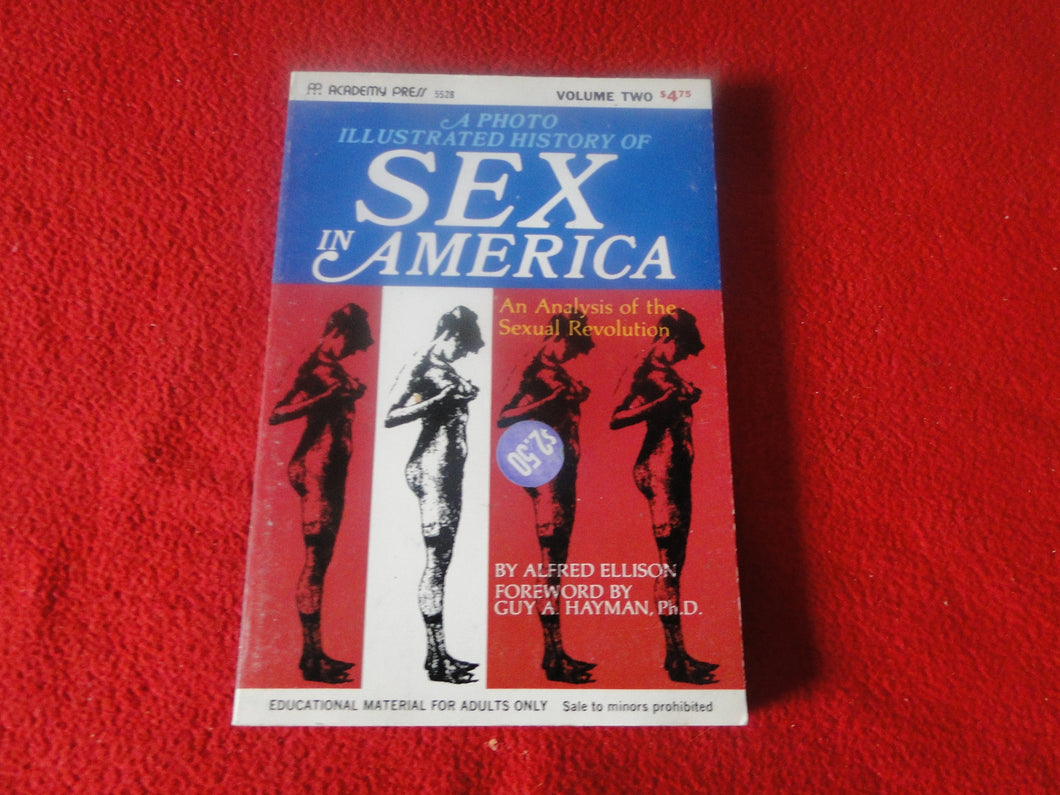 AP. ACADEMY PRESS 5528 VOLUME TWO $4.75
A PHOTO
ILLUSTRATED HISTORY OF
SEX
IN AMERICA
An Analysis of the
Sexual Revolution
$2.50
BY ALFRED ELLISON
FOREWORD BY
GUY A. HAYMAN, Ph.D.
EDUCATIONAL MATERIAL FOR ADULTS ONLY Sale to minors prohibited